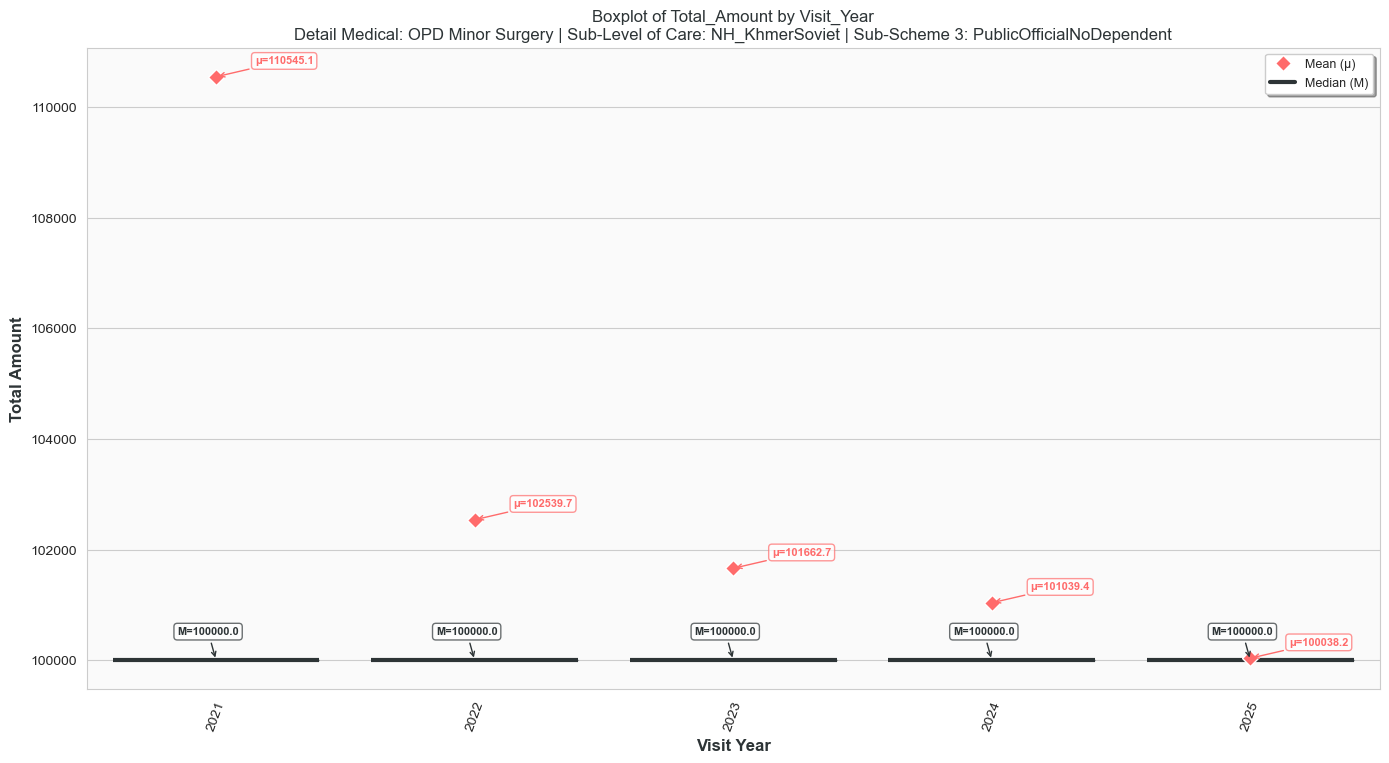 Boxplot of Total_Amount by Visit_Year
Detail Medical: OPD Minor Surgery | Sub-Level of Care: NH_KhmerSoviet | Sub-Scheme 3: PublicOfficialNoDependent
Mean (μ)
Median (M)
Total Amount
110000
108000
106000
104000
102000
100000
μ=110545.1
μ=102539.7
μ=101662.7
μ=101039.4
μ=100038.2
M=100000.0
M=100000.0
M=100000.0
M=100000.0
M=100000.0
2021
2022
2023
2024
2025
Visit Year